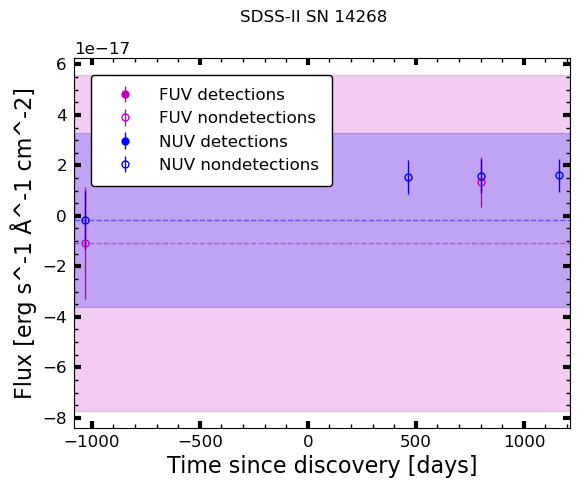 SDSS-II SN 14268
1e−17
FUV detections
FUV nondetections
NUV detections
NUV nondetections
6
4
2
0
−2
−4
−6
−8
Flux [erg s^-1 Å^-1 cm^-2]
−1000 −500 0 500 1000
Time since discovery [days]